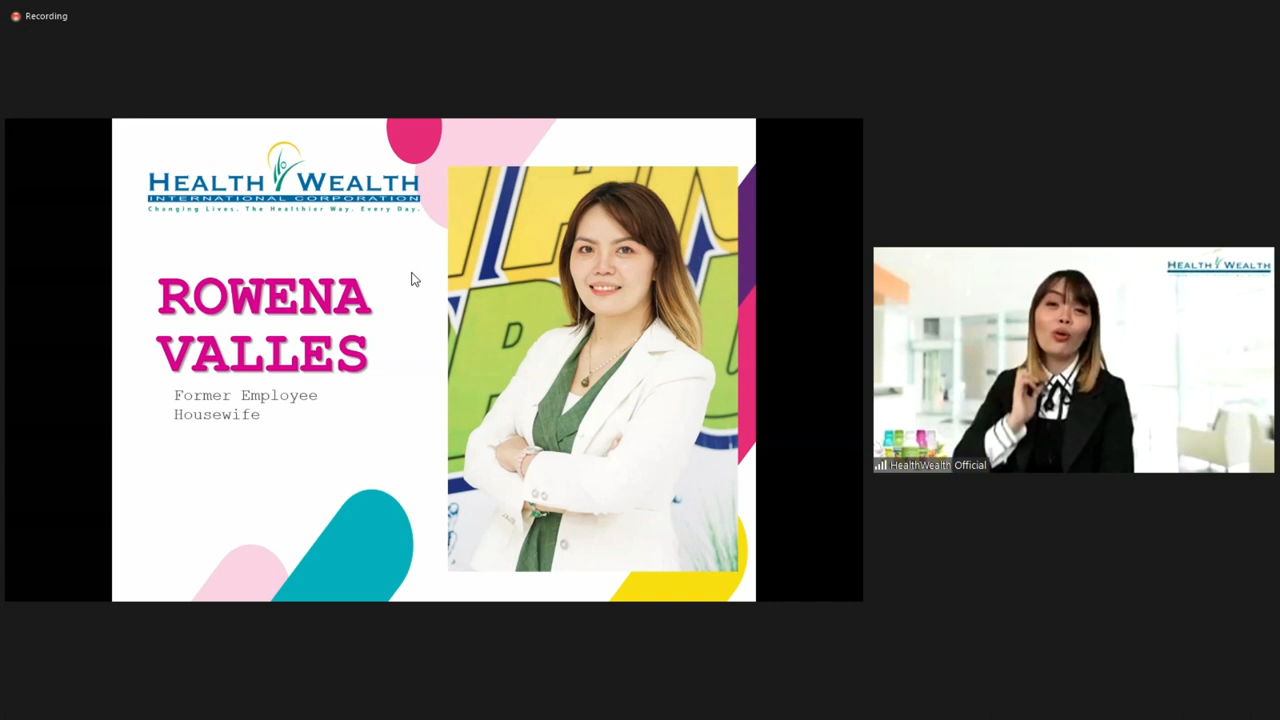 Recording
HEALTH WEALTH
INTERNATIONAL CORPORATION
Changing Lives. The Healthier Way. Every Day.
ROWENA
VALLES
Former Employee
Housewife
HEALTH WEALTH
HealthWealth Official